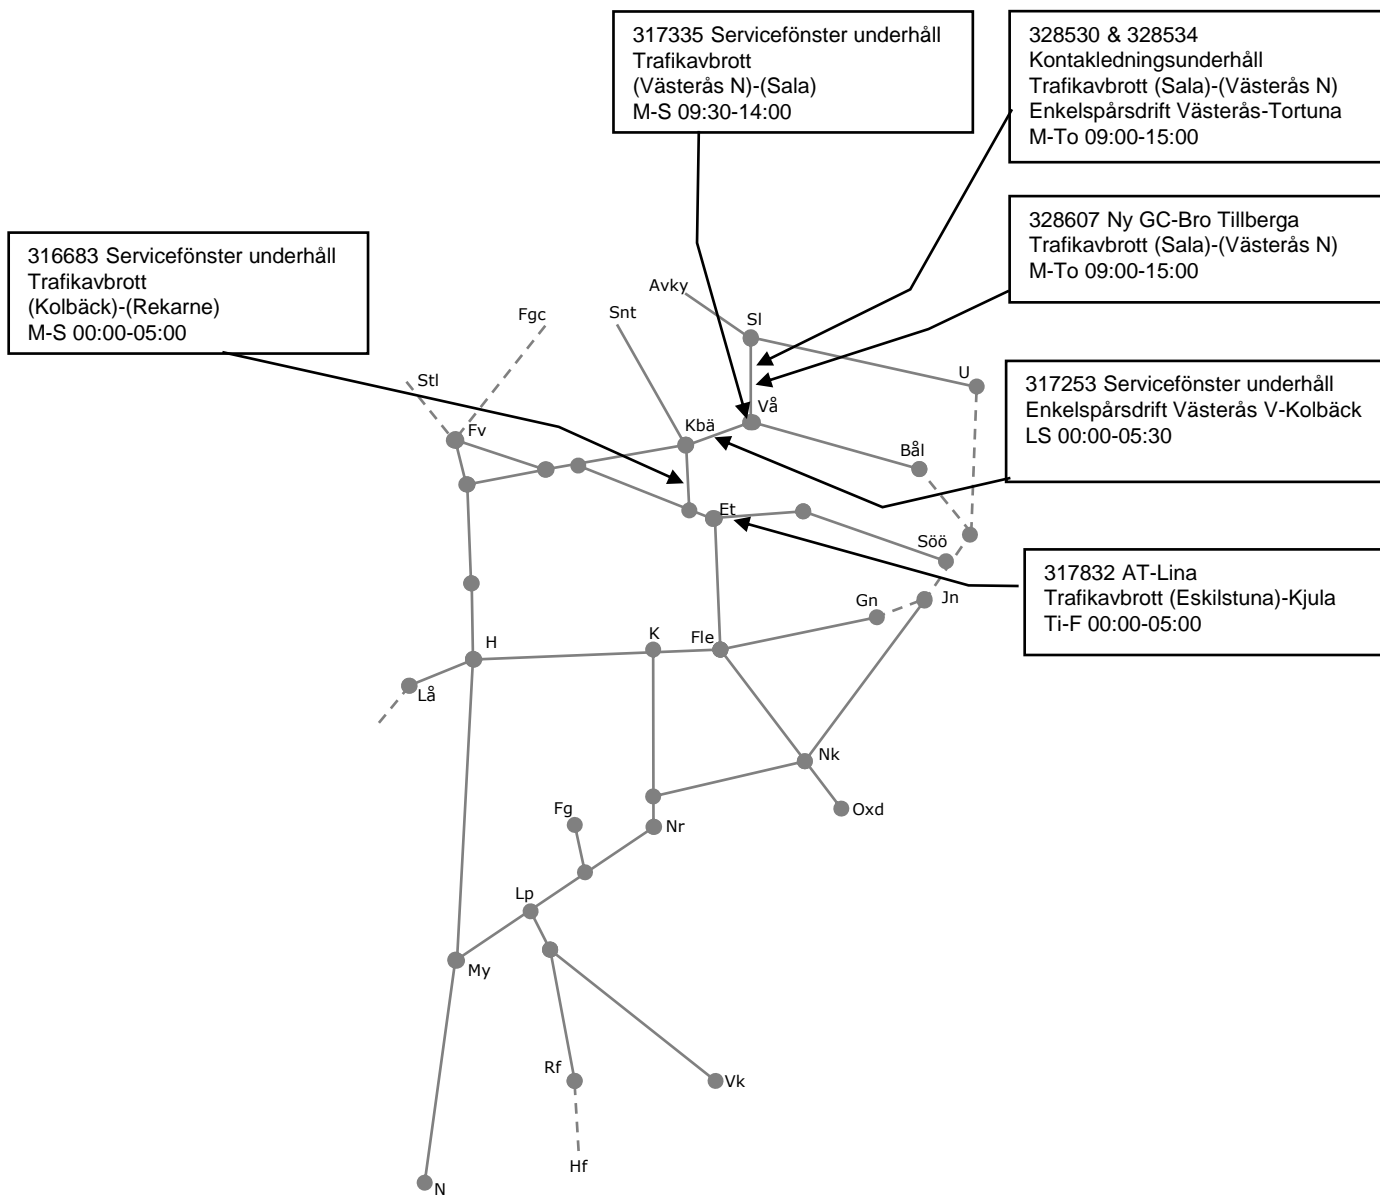 317335 Servicefönster underhåll
Trafikavbrott
(Västerås N)-(Sala)
M-S 09:30-14:00
328530 & 328534
Kontakledningsunderhåll
Trafikavbrott (Sala)-(Västerås N)
Enkelspårsdrift Västerås-Tortuna
M-To 09:00-15:00
328607 Ny GC-Bro Tillberga
Trafikavbrott (Sala)-(Västerås N)
M-To 09:00-15:00
316683 Servicefönster underhåll
Trafikavbrott
(Kolbäck)-(Rekarne)
M-S 00:00-05:00
317253 Servicefönster underhåll
Enkelspårsdrift Västerås V-Kolbäck
LS 00:00-05:30
317832 AT-Lina
Trafikavbrott (Eskilstuna)-Kjula
Ti-F 00:00-05:00
Avky
Snt
Fgc
Sl
U
Stl
Vå
Kbä
Fv
Bål
Et
Söö
Jn
Gn
K
Fle
H
Lå
Nk
Oxd
Fg
Nr
Lp
My
Rf
Vk
Hf
N